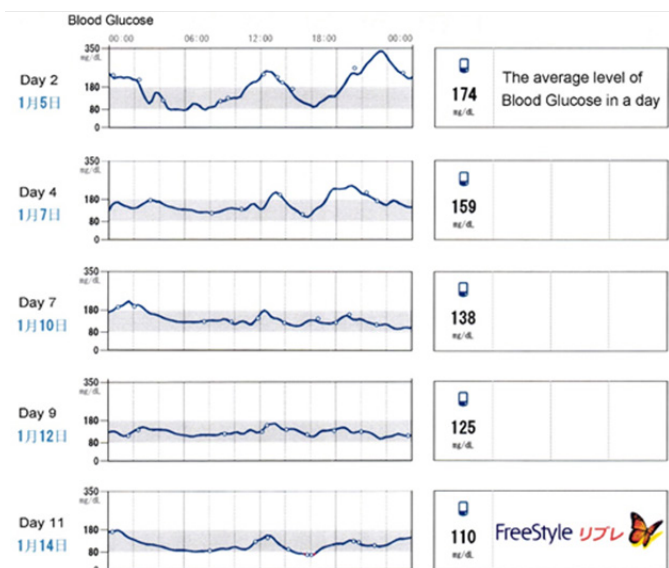 Blood Glucose
00:00 06:00 12:00 18:00 00:00
350
mg/dL
180
80
0
Day 2
1月5日
174
mg/dL
The average level of
Blood Glucose in a day
350
mg/dL
180
80
0
Day 4
1月7日
159
mg/dL
350
mg/dL
180
80
0
Day 7
1月10日
138
mg/dL
350
180
80
0
Day 9
1月12日
125
mg/dL
350
mg/dL
180
80
Day 11
1月14日
110
mg/dL
FreeStyle リブレ